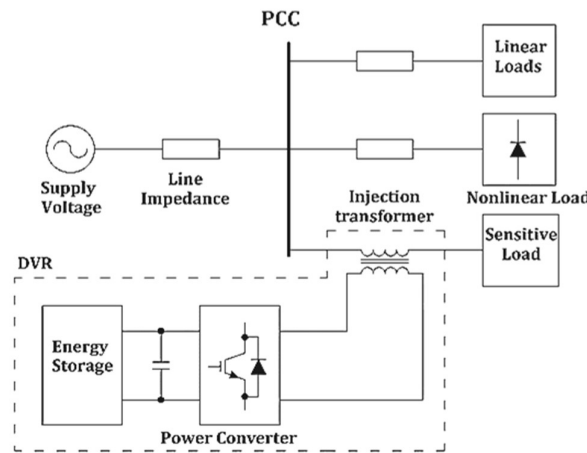 PCC
Linear
Loads
Supply
Voltage
Line
Impedance
Nonlinear Load
Injection
transformer
Sensitive
Load
DVR
Energy
Storage
Power Converter